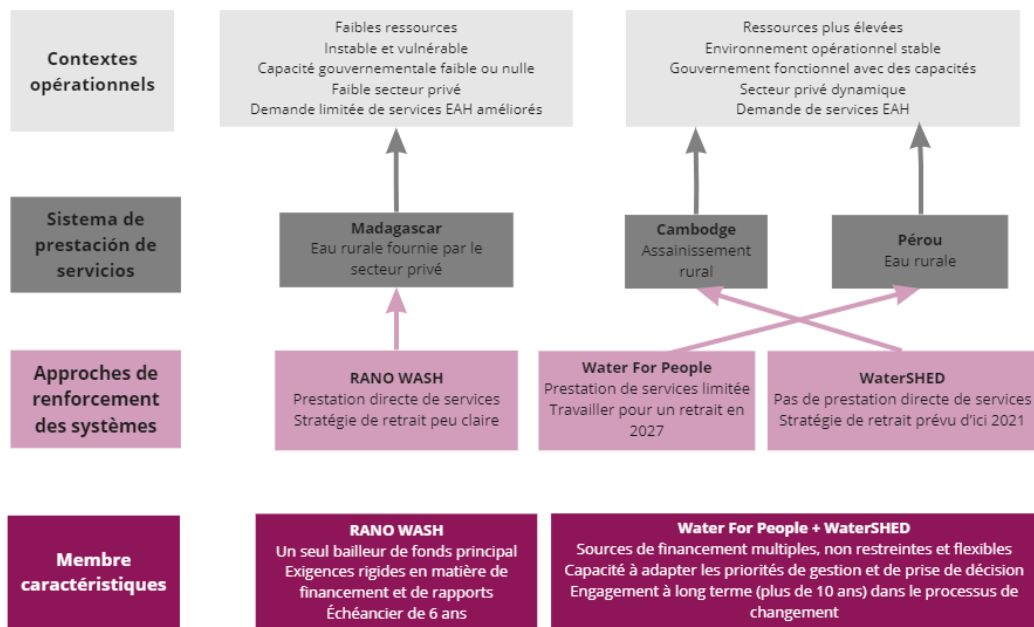 Contextes
opérationnels
Faibles ressources
Instable et vulnérable
Capacité gouvernementale faible ou nulle
Faible secteur privé
Demande limitée de services EAH améliorés
Ressources plus élevées
Environnement opérationnel stable
Gouvernement fonctionnel avec des capacités
Secteur privé dynamique
Demande de services EAH
Sistema de
prestación de
servicios
Madagascar
Eau rurale fournie par le
secteur privé
Cambodge
Assainissement
rural
Pérou
Eau rurale
Approches de
renforcement
des systèmes
RANO WASH
Prestation directe de services
Stratégie de retrait peu claire
Water For People
Prestation de services limitée
Travailler pour un retrait en
2027
WaterSHED
Pas de prestation directe de services
Stratégie de retrait prévu d'ici 2021
Membre
caractéristiques
RANO WASH
Un seul bailleur de fonds principal
Exigences rigides en matière de
financement et de rapports
Échéancier de 6 ans
Water For People + WaterSHED
Sources de financement multiples, non restreintes et flexibles
Capacité à adapter les priorités de gestion et de prise de décision
Engagement à long terme (plus de 10 ans) dans le processus de
changement